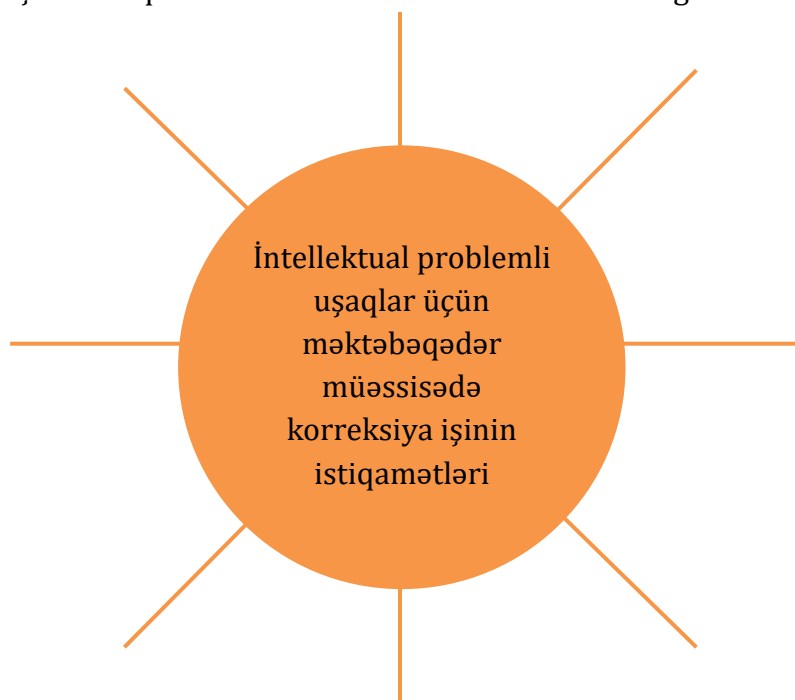 İntellektual problemli
uşaqlar üçün
məktəbəqədər
müəssisədə
korreksiya işinin
istiqamətləri